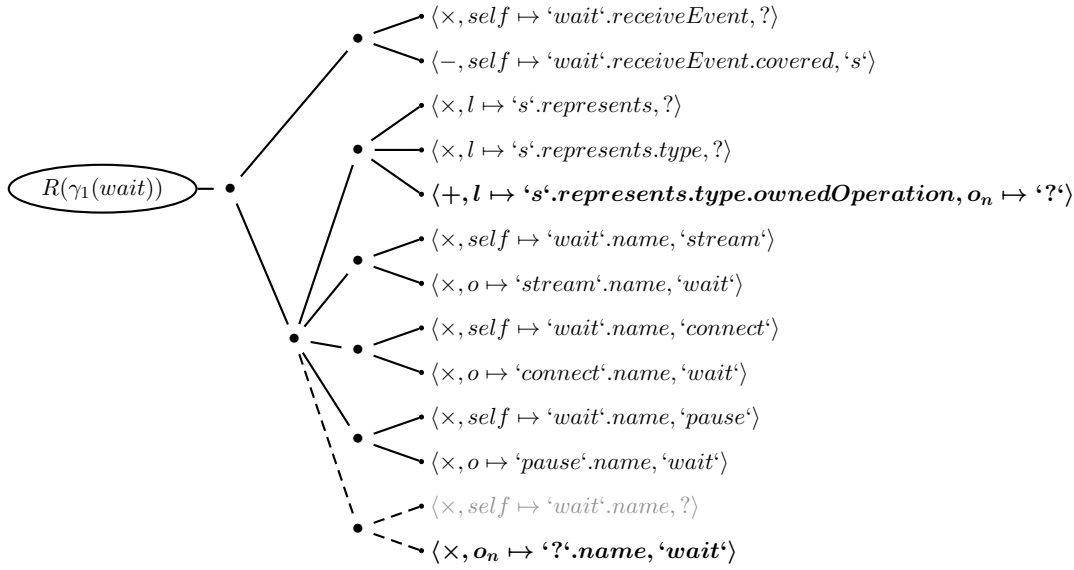 ⟨×, self ↦ ‘wait‘.receiveEvent, ?⟩
⟨−, self ↦ ‘wait‘.receiveEvent.covered, ‘s‘⟩
⟨×, l ↦ ‘s‘.represents, ?⟩
⟨×, l ↦ ‘s‘.represents.type, ?⟩
R(γ₁(wait))
⟨+, l ↦ ‘s‘.represents.type.ownedOperation, oₙ ↦ ‘?‘⟩
⟨×, self ↦ ‘wait‘.name, ‘stream‘⟩
⟨×, o ↦ ‘stream‘.name, ‘wait‘⟩
⟨×, self ↦ ‘wait‘.name, ‘connect‘⟩
⟨×, o ↦ ‘connect‘.name, ‘wait‘⟩
⟨×, self ↦ ‘wait‘.name, ‘pause‘⟩
⟨×, o ↦ ‘pause‘.name, ‘wait‘⟩
⟨×, self ↦ ‘wait‘.name, ?⟩
⟨×, oₙ ↦ ‘?‘.name, ‘wait‘⟩